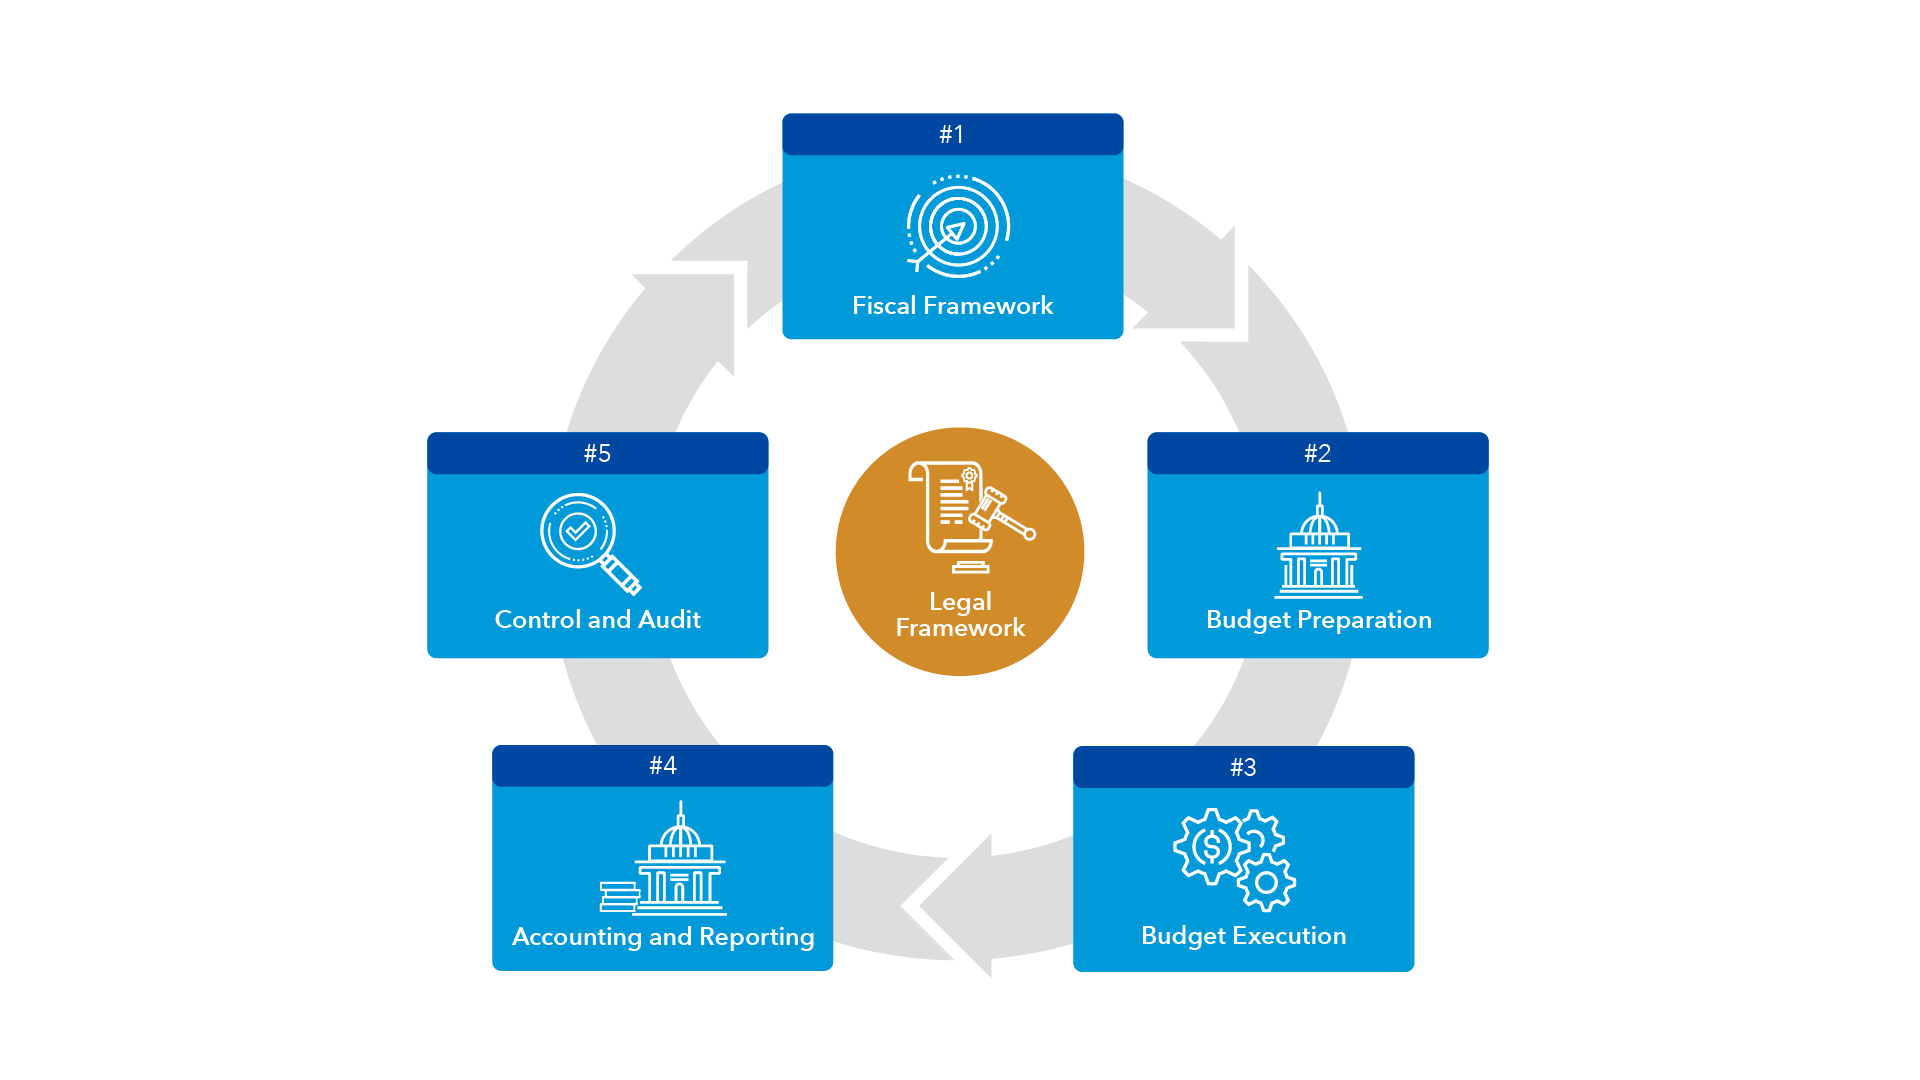 #1
Fiscal Framework
#2
Budget Preparation
#3
Budget Execution
#4
Accounting and Reporting
#5
Control and Audit
Legal
Framework